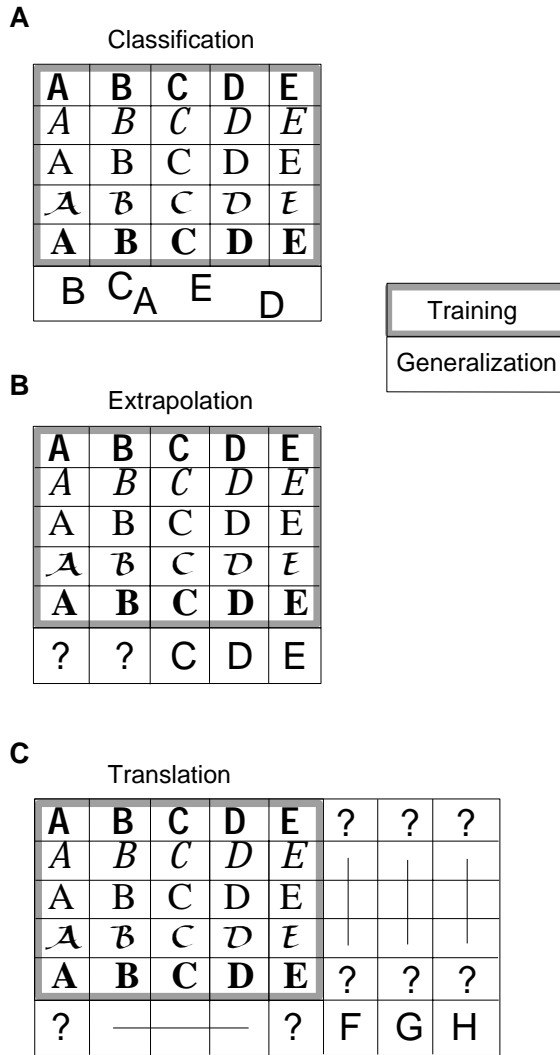 A
Classification
A B C D E
A B C D E
A B C D E
A B C D E
A B C D E
B C A E D
Training
Generalization
B
Extrapolation
A B C D E
A B C D E
A B C D E
A B C D E
A B C D E
? ? C D E
C
Translation
A B C D E ? ? ?
A B C D E
A B C D E
A B C D E
A B C D E ? ? ?
? ? F G H